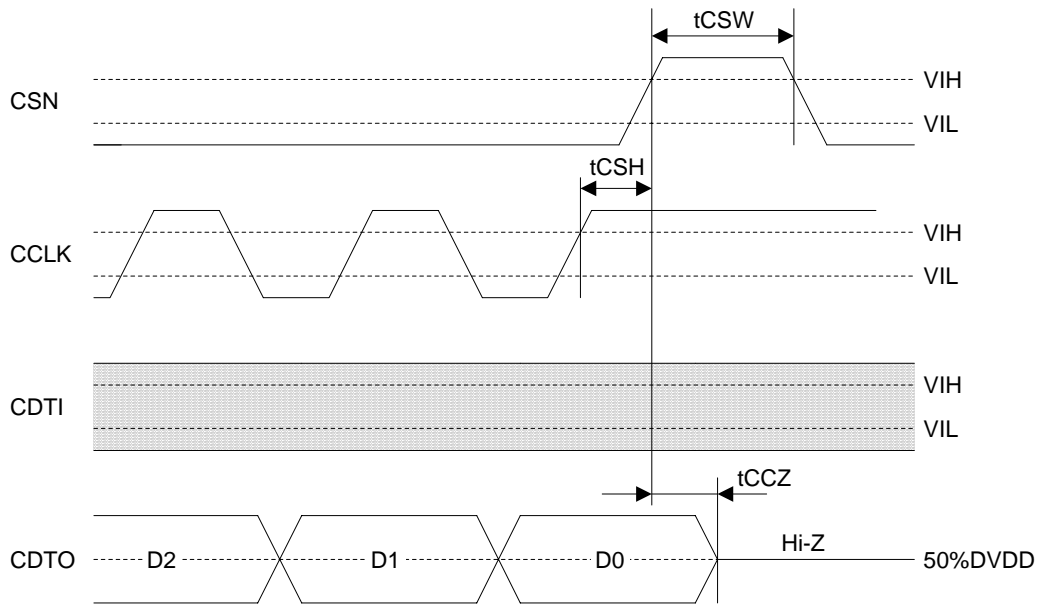 tCSW
CSN
VIH
VIL
tCSH
CCLK
VIH
VIL
CDTI
VIH
VIL
tCCZ
CDTO
D2
D1
D0
Hi-Z
50%DVDD